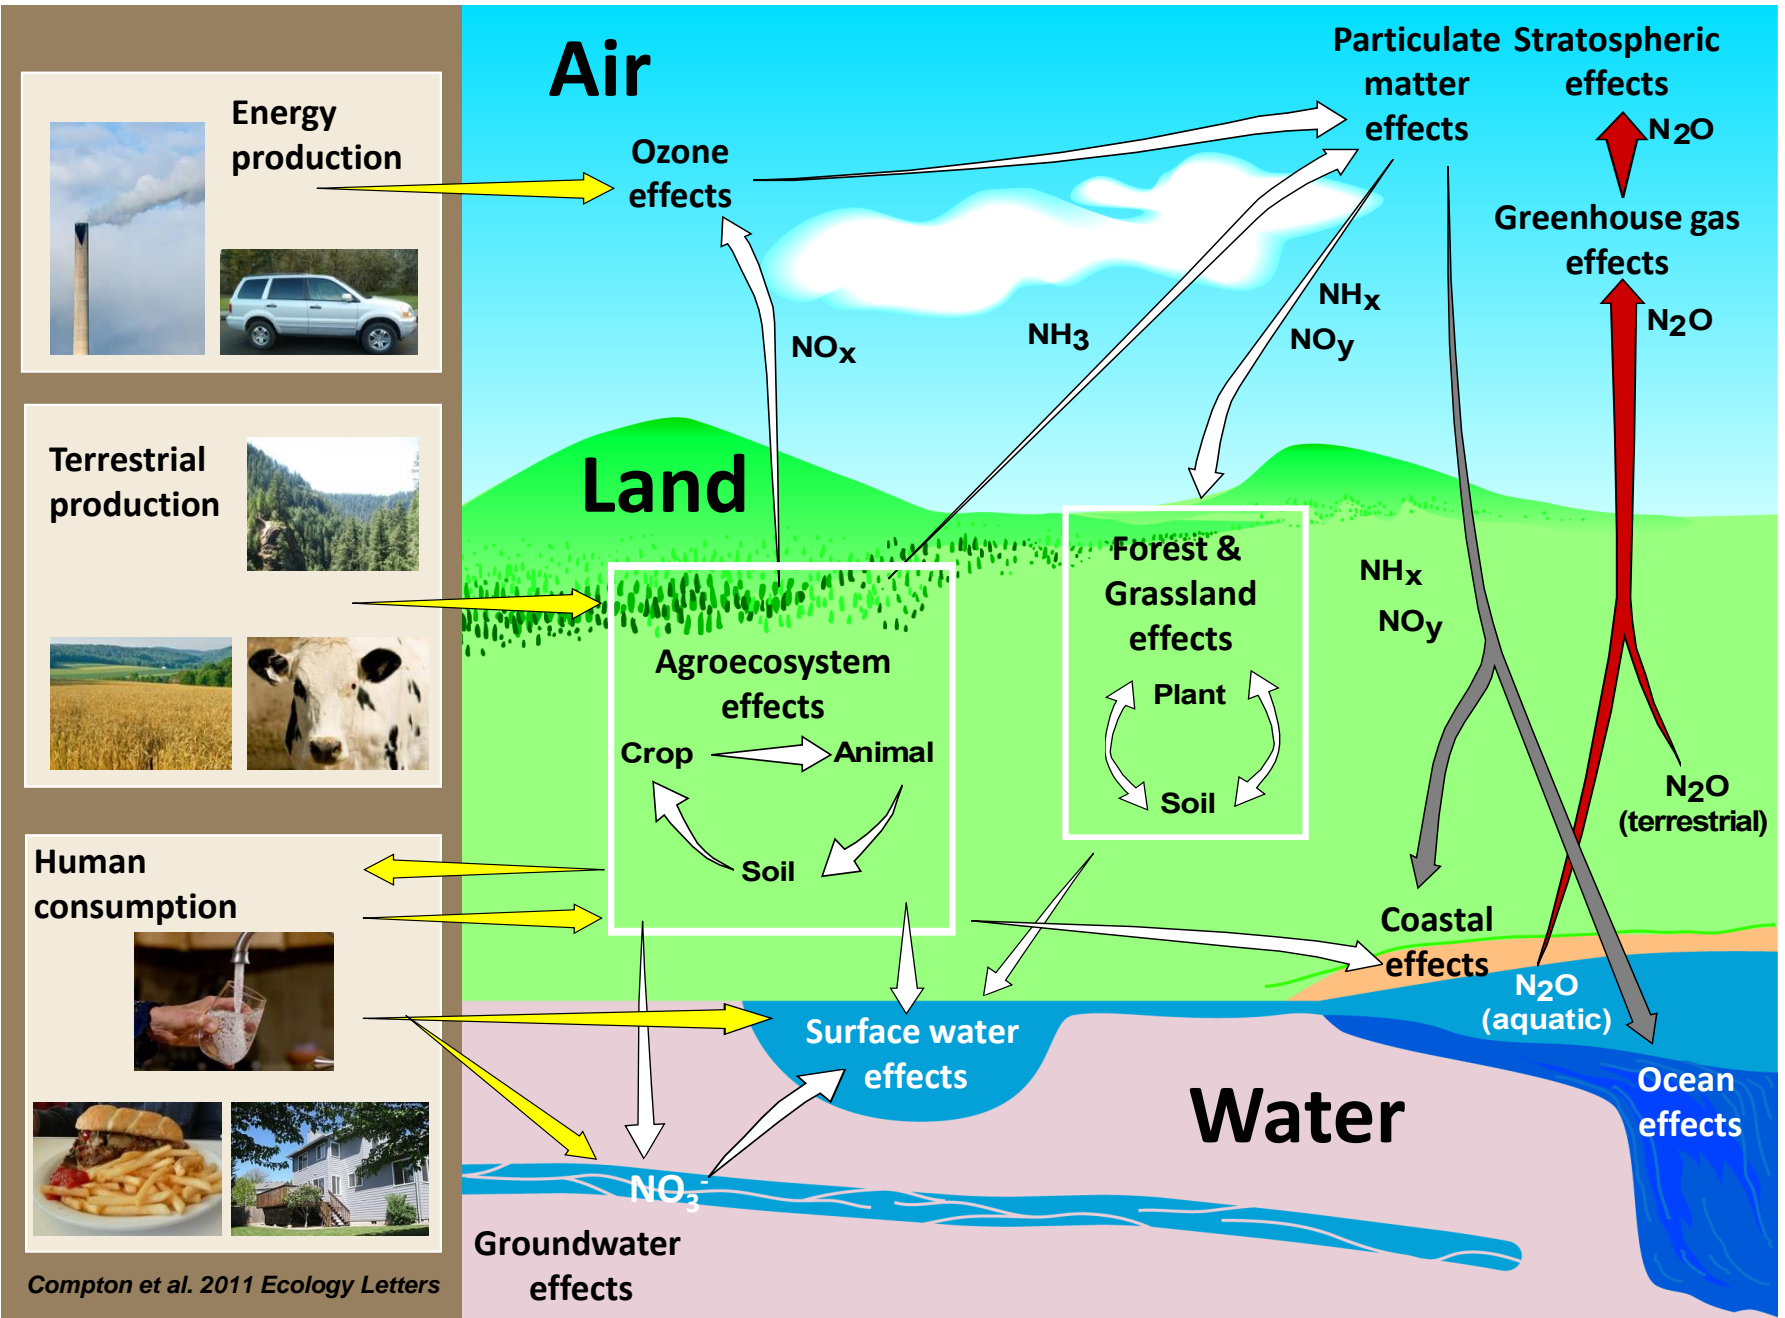 Energy
production
Terrestrial
production
Human
consumption
Compton et al. 2011 Ecology Letters
Air
Ozone
effects
Particulate
matter
effects
Stratospheric
effects
N2O
Greenhouse gas
effects
N2O
NOx
NH3
NHx
NOy
Land
Agroecosystem
effects
Crop
Animal
Soil
Forest &
Grassland
effects
Plant
Soil
NHx
NOy
N2O
(terrestrial)
Coastal
effects
N2O
(aquatic)
Surface water
effects
Water
Ocean
effects
NO3-
Groundwater
effects